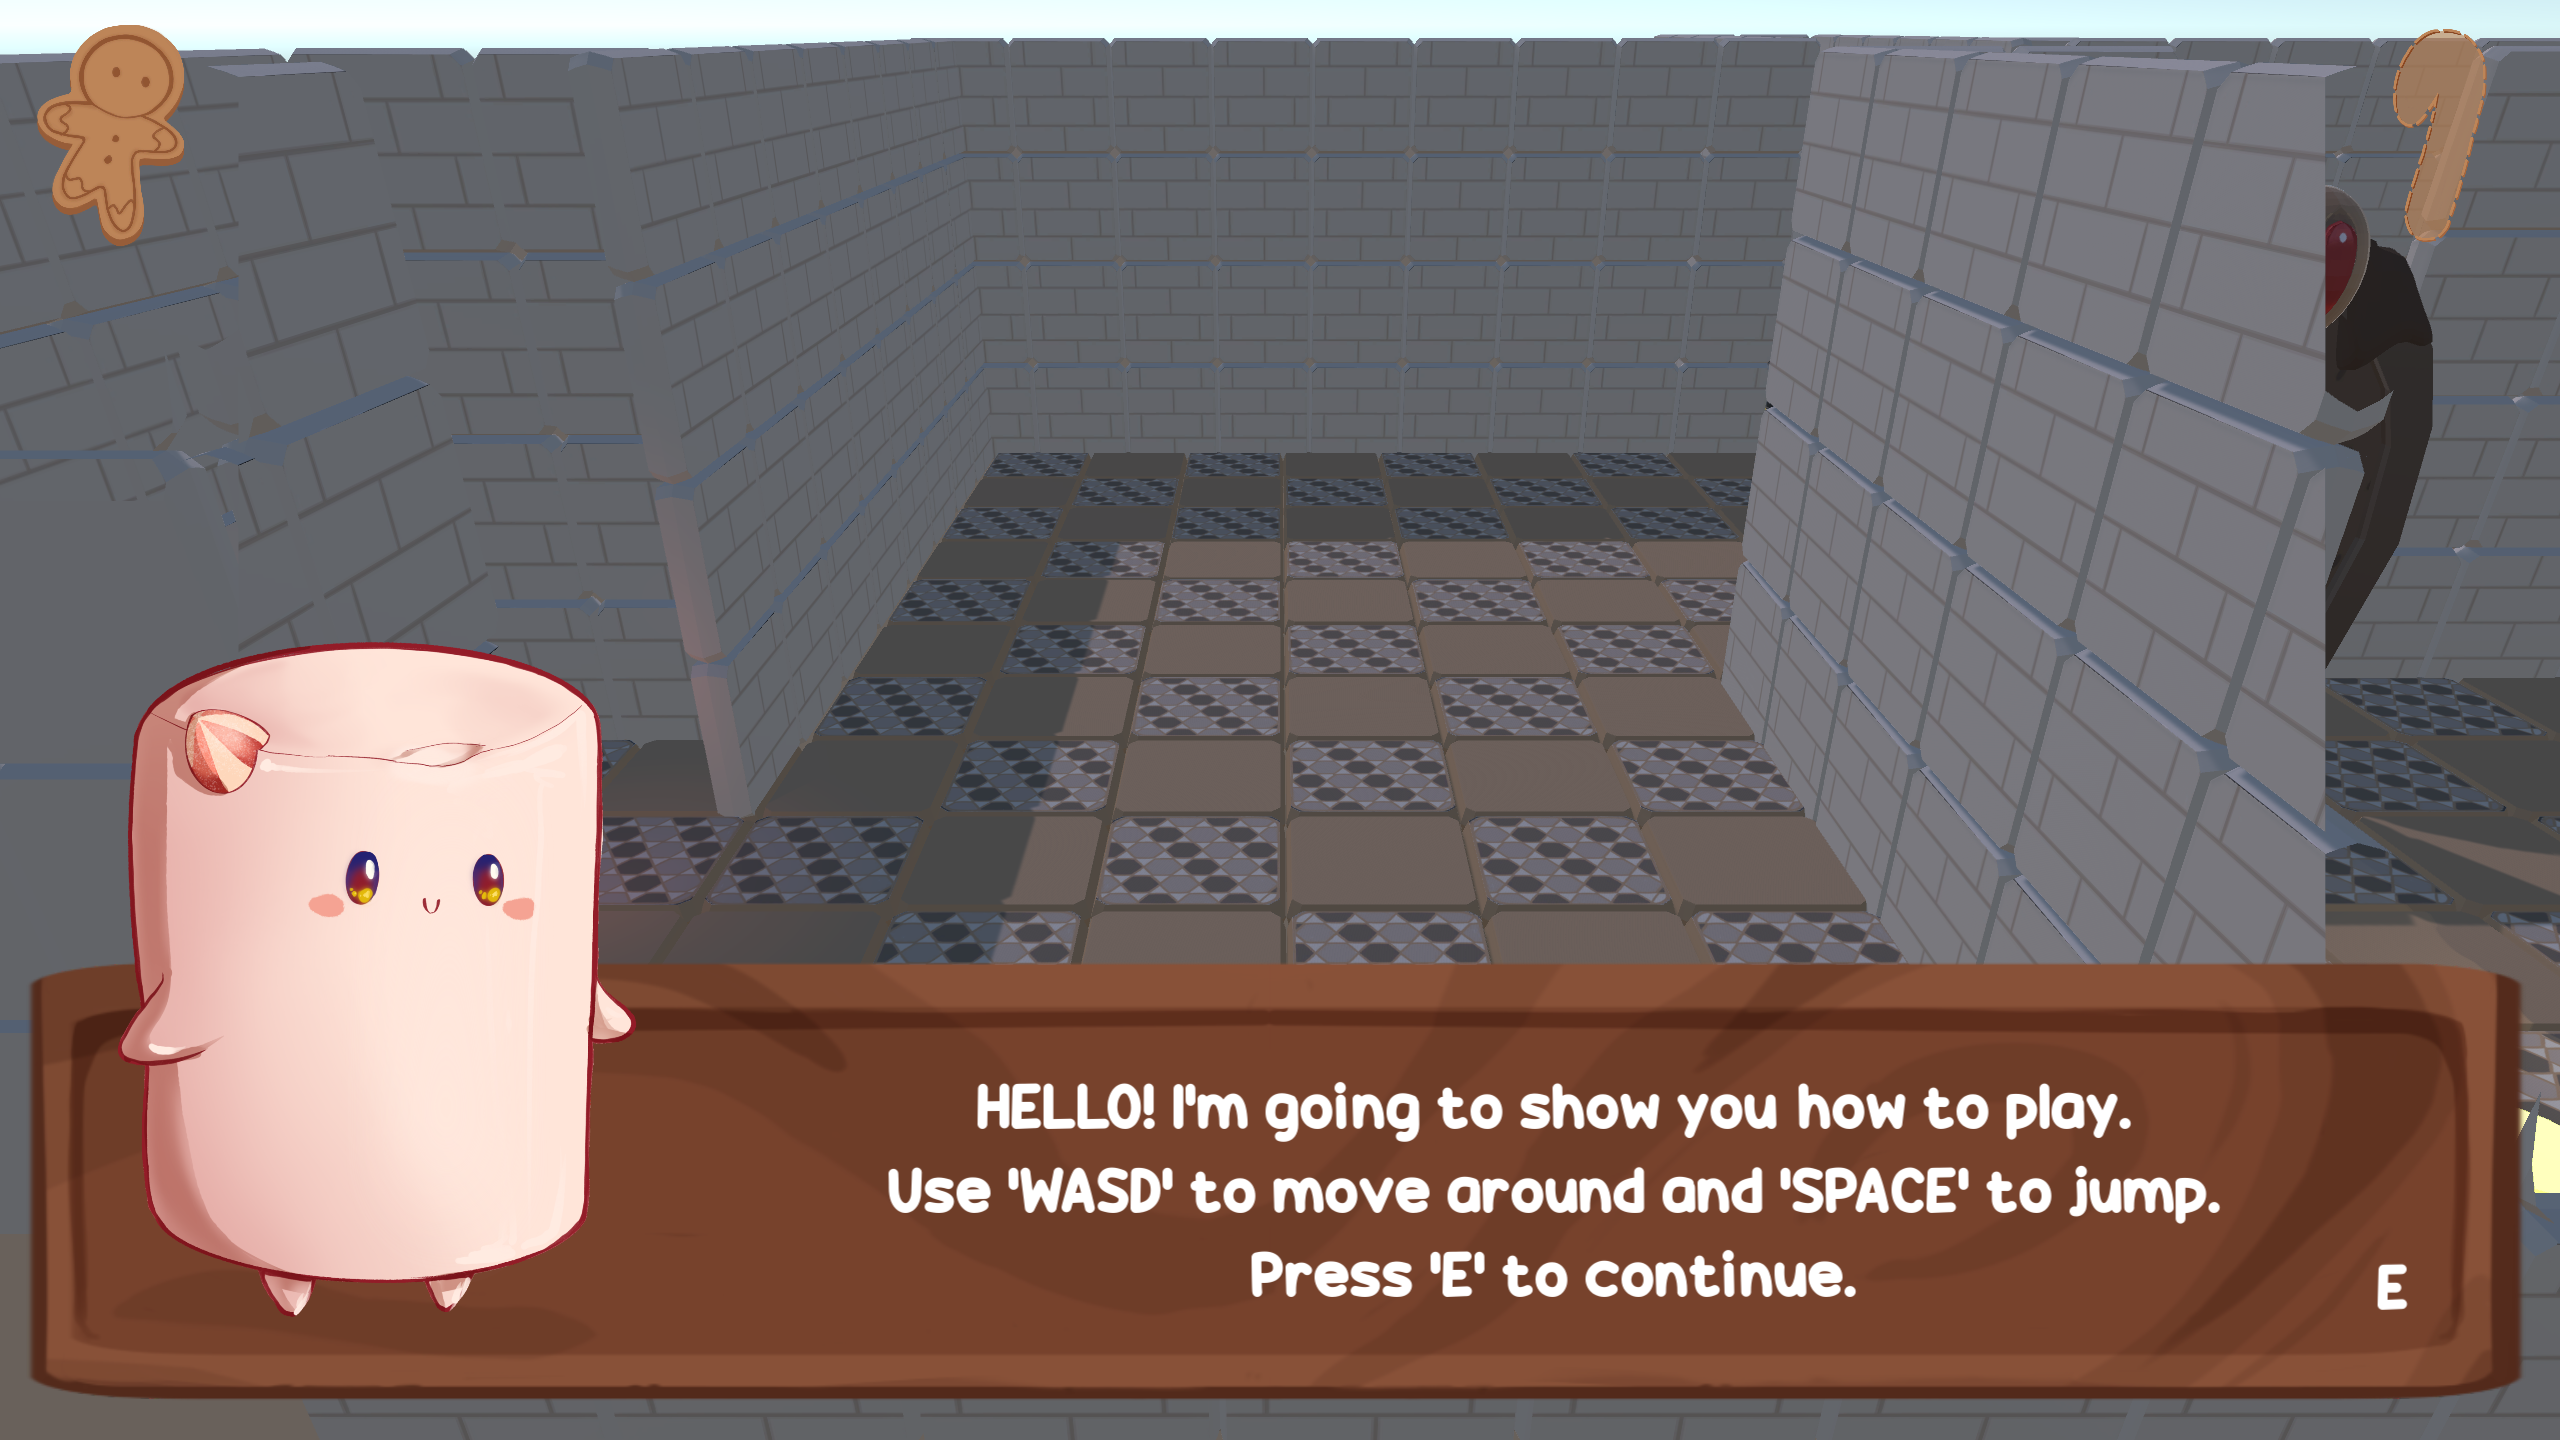 HELLO! I'm going to show you how to play.
Use 'WASD' to move around and 'SPACE' to jump.
Press 'E' to continue.
E